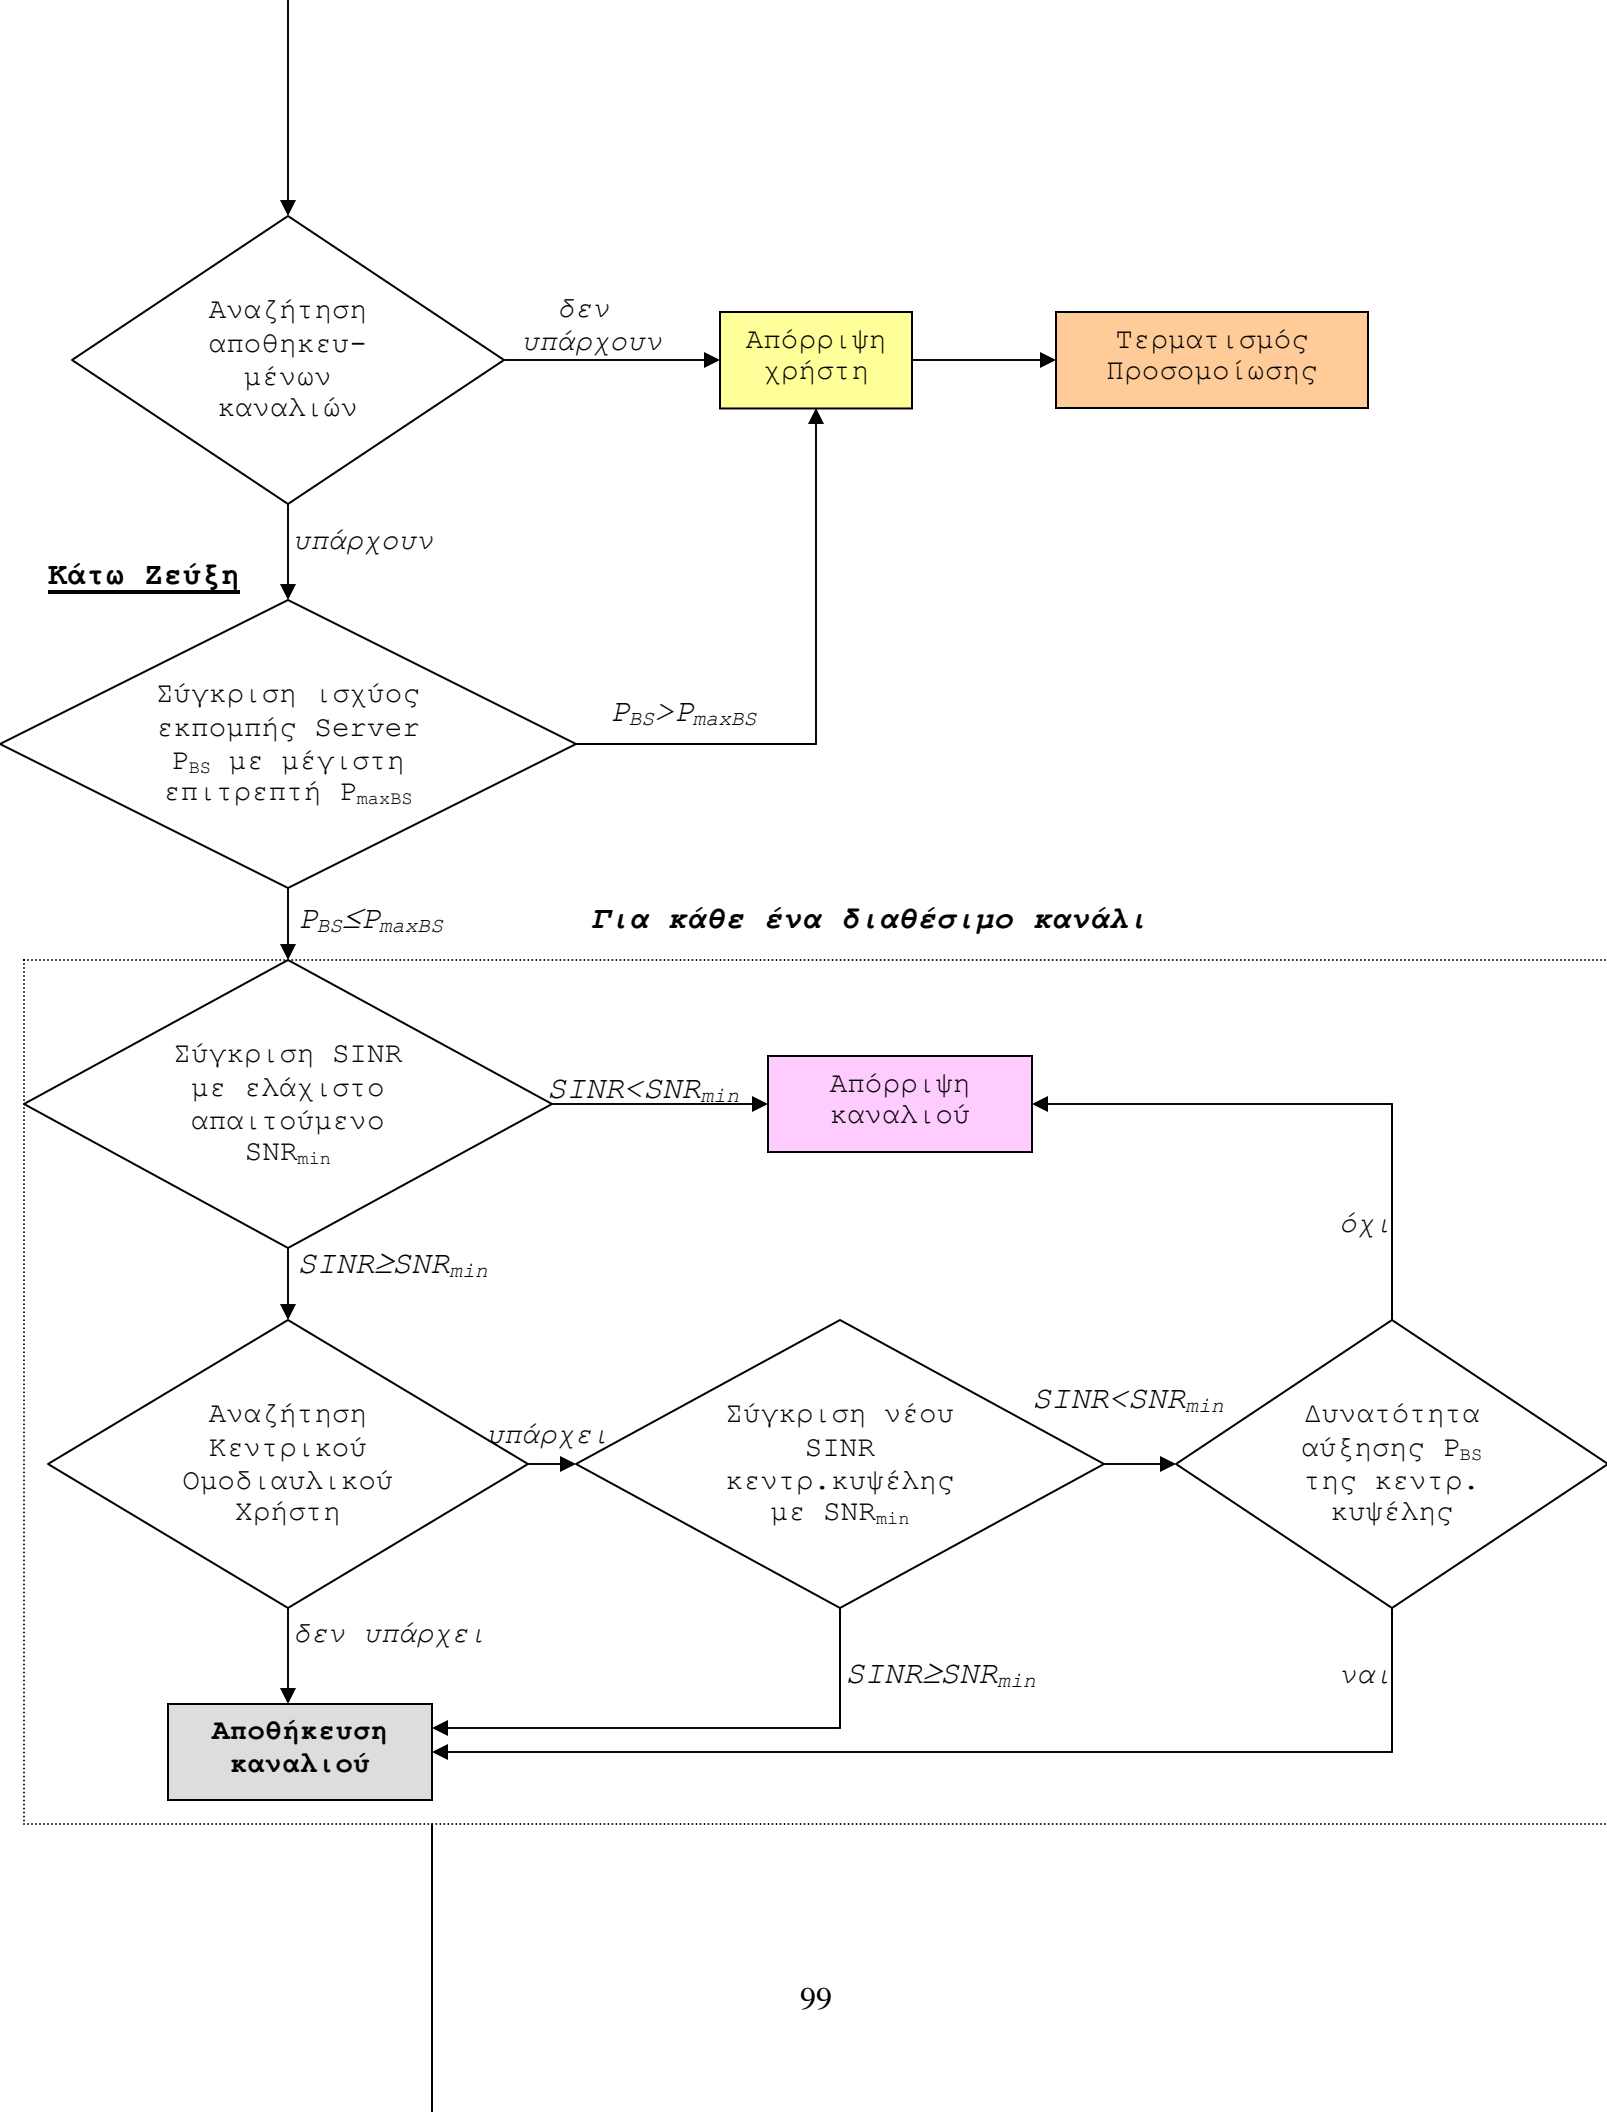 Αναζήτηση
αποθηκευ-
μένων
καναλιών
δεν
υπάρχουν
Απόρριψη
χρήστη
Τερματισμός
Προσομοίωσης
υπάρχουν
Κάτω Ζεύξη
Σύγκριση ισχύος
εκπομπής Server
PBS με μέγιστη
επιτρεπτή PmaxBS
PBS>PmaxBS
PBS≤PmaxBS
Για κάθε ένα διαθέσιμο κανάλι
Σύγκριση SINR
με ελάχιστο
απαιτούμενο
SNRmin
SINR<SNRmin
Απόρριψη
καναλιού
όχι
SINR≥SNRmin
Αναζήτηση
Κεντρικού
Ομοδιαυλικού
Χρήστη
υπάρχει
Σύγκριση νέου
SINR
κεντρ.κυψέλης
με SNRmin
SINR<SNRmin
Δυνατότητα
αύξησης PBS
της κεντρ.
κυψέλης
δεν υπάρχει
SINR≥SNRmin
ναι
Αποθήκευση
καναλιού
99